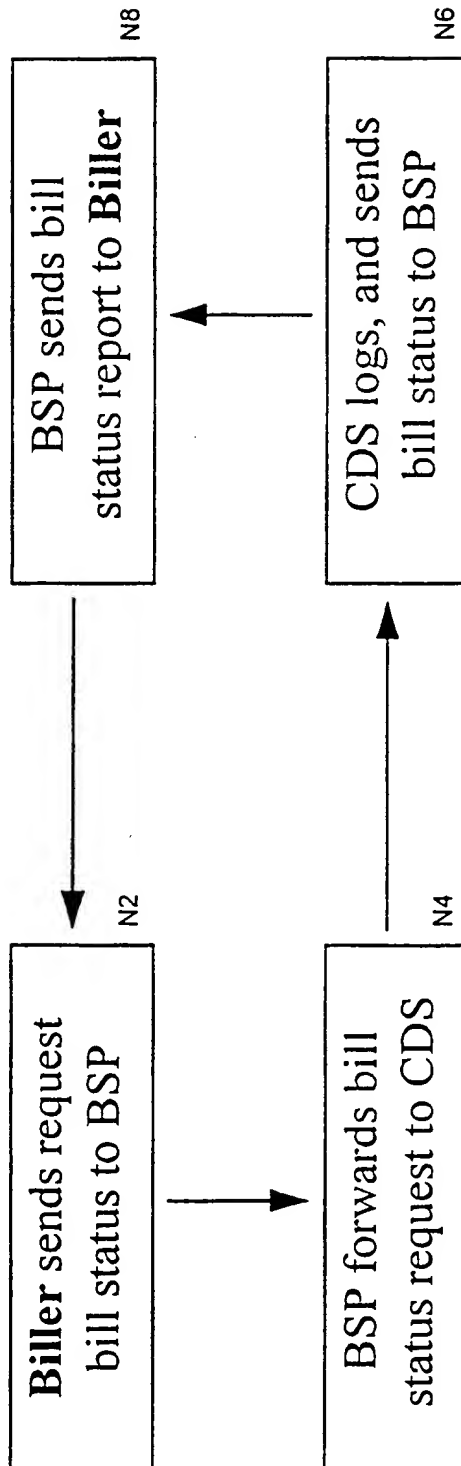 Biller sends request
bill status to BSP
N2
BSP forwards bill
status request to CDS
N4
CDS logs, and sends
bill status to BSP
N6
BSP sends bill
status report to Biller
N8